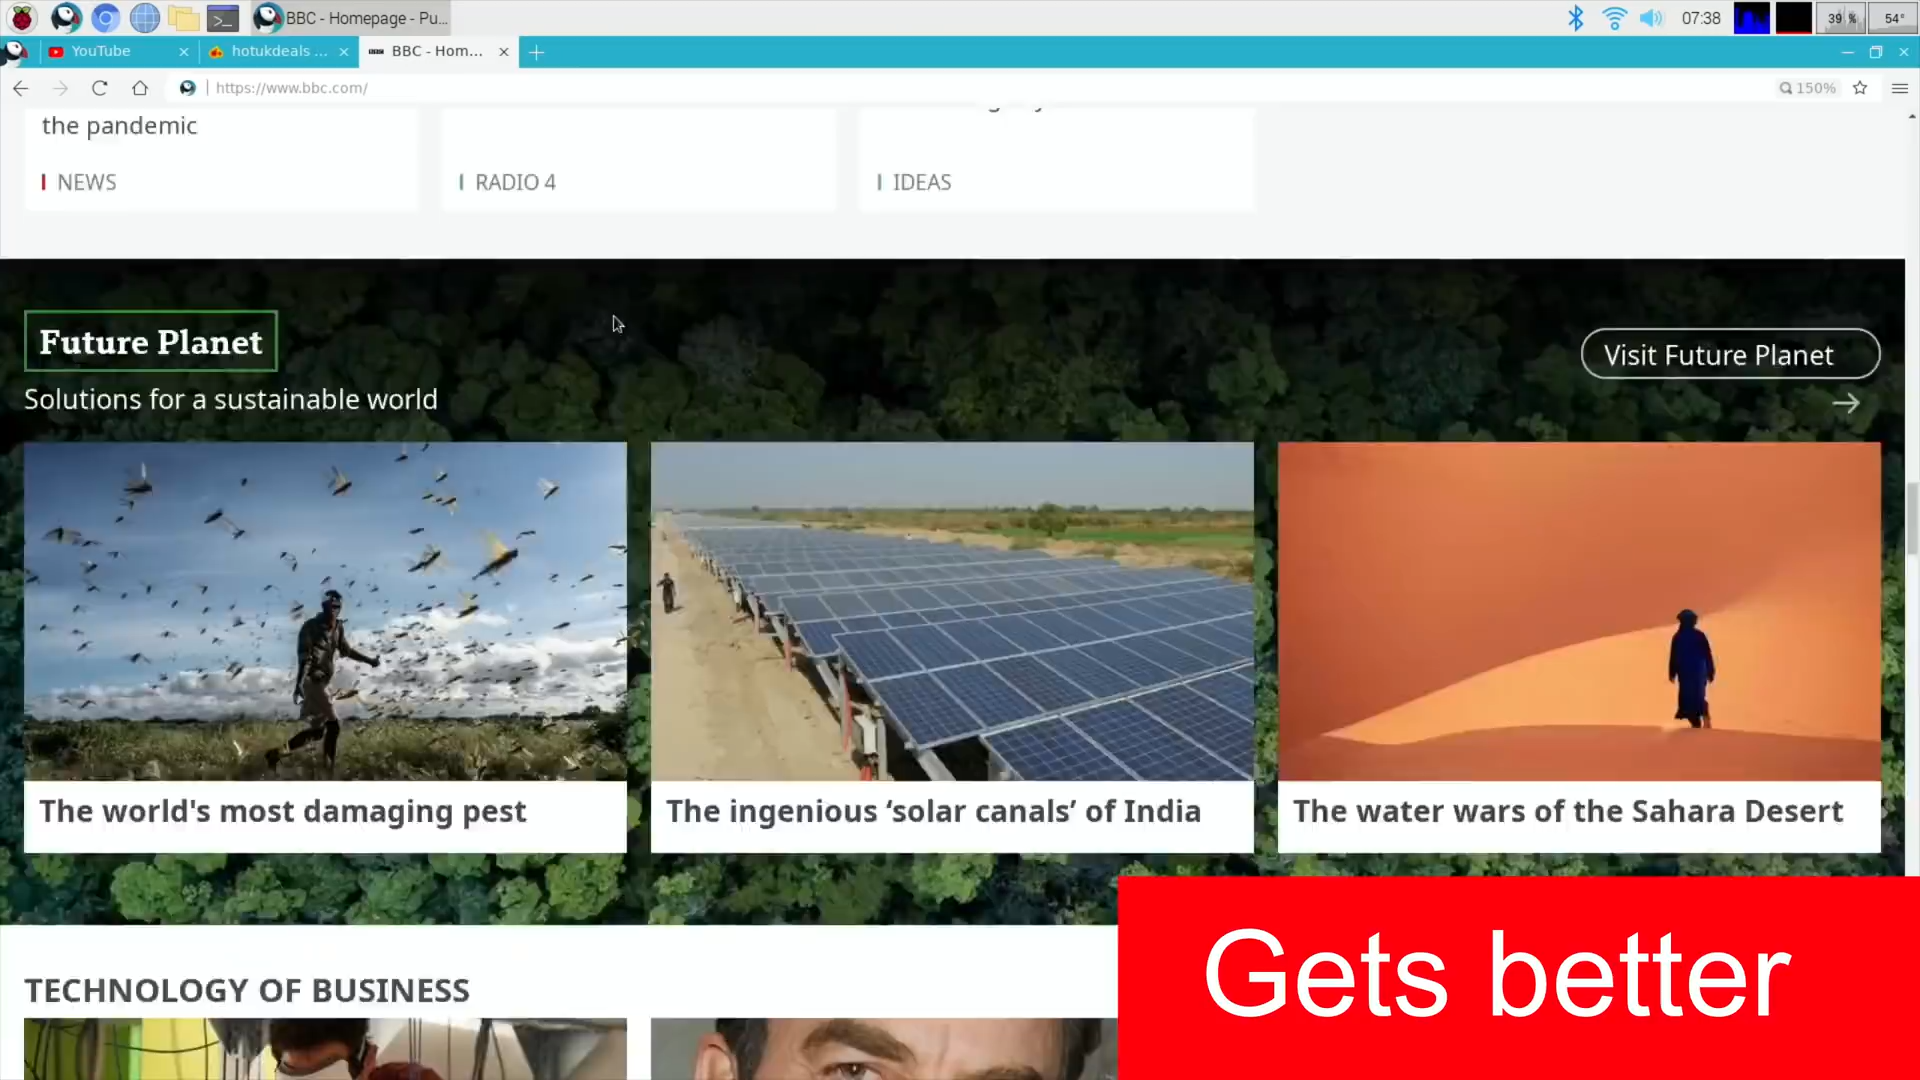 BBC - Homepage - Pu...
07:38
39 %
54°
YouTube
hotukdeals ...
BBC - Hom...
https://www.bbc.com/
150%
the pandemic
NEWS
RADIO 4
IDEAS
Future Planet
Solutions for a sustainable world
Visit Future Planet
The world's most damaging pest
The ingenious ‘solar canals’ of India
The water wars of the Sahara Desert
TECHNOLOGY OF BUSINESS
Gets better